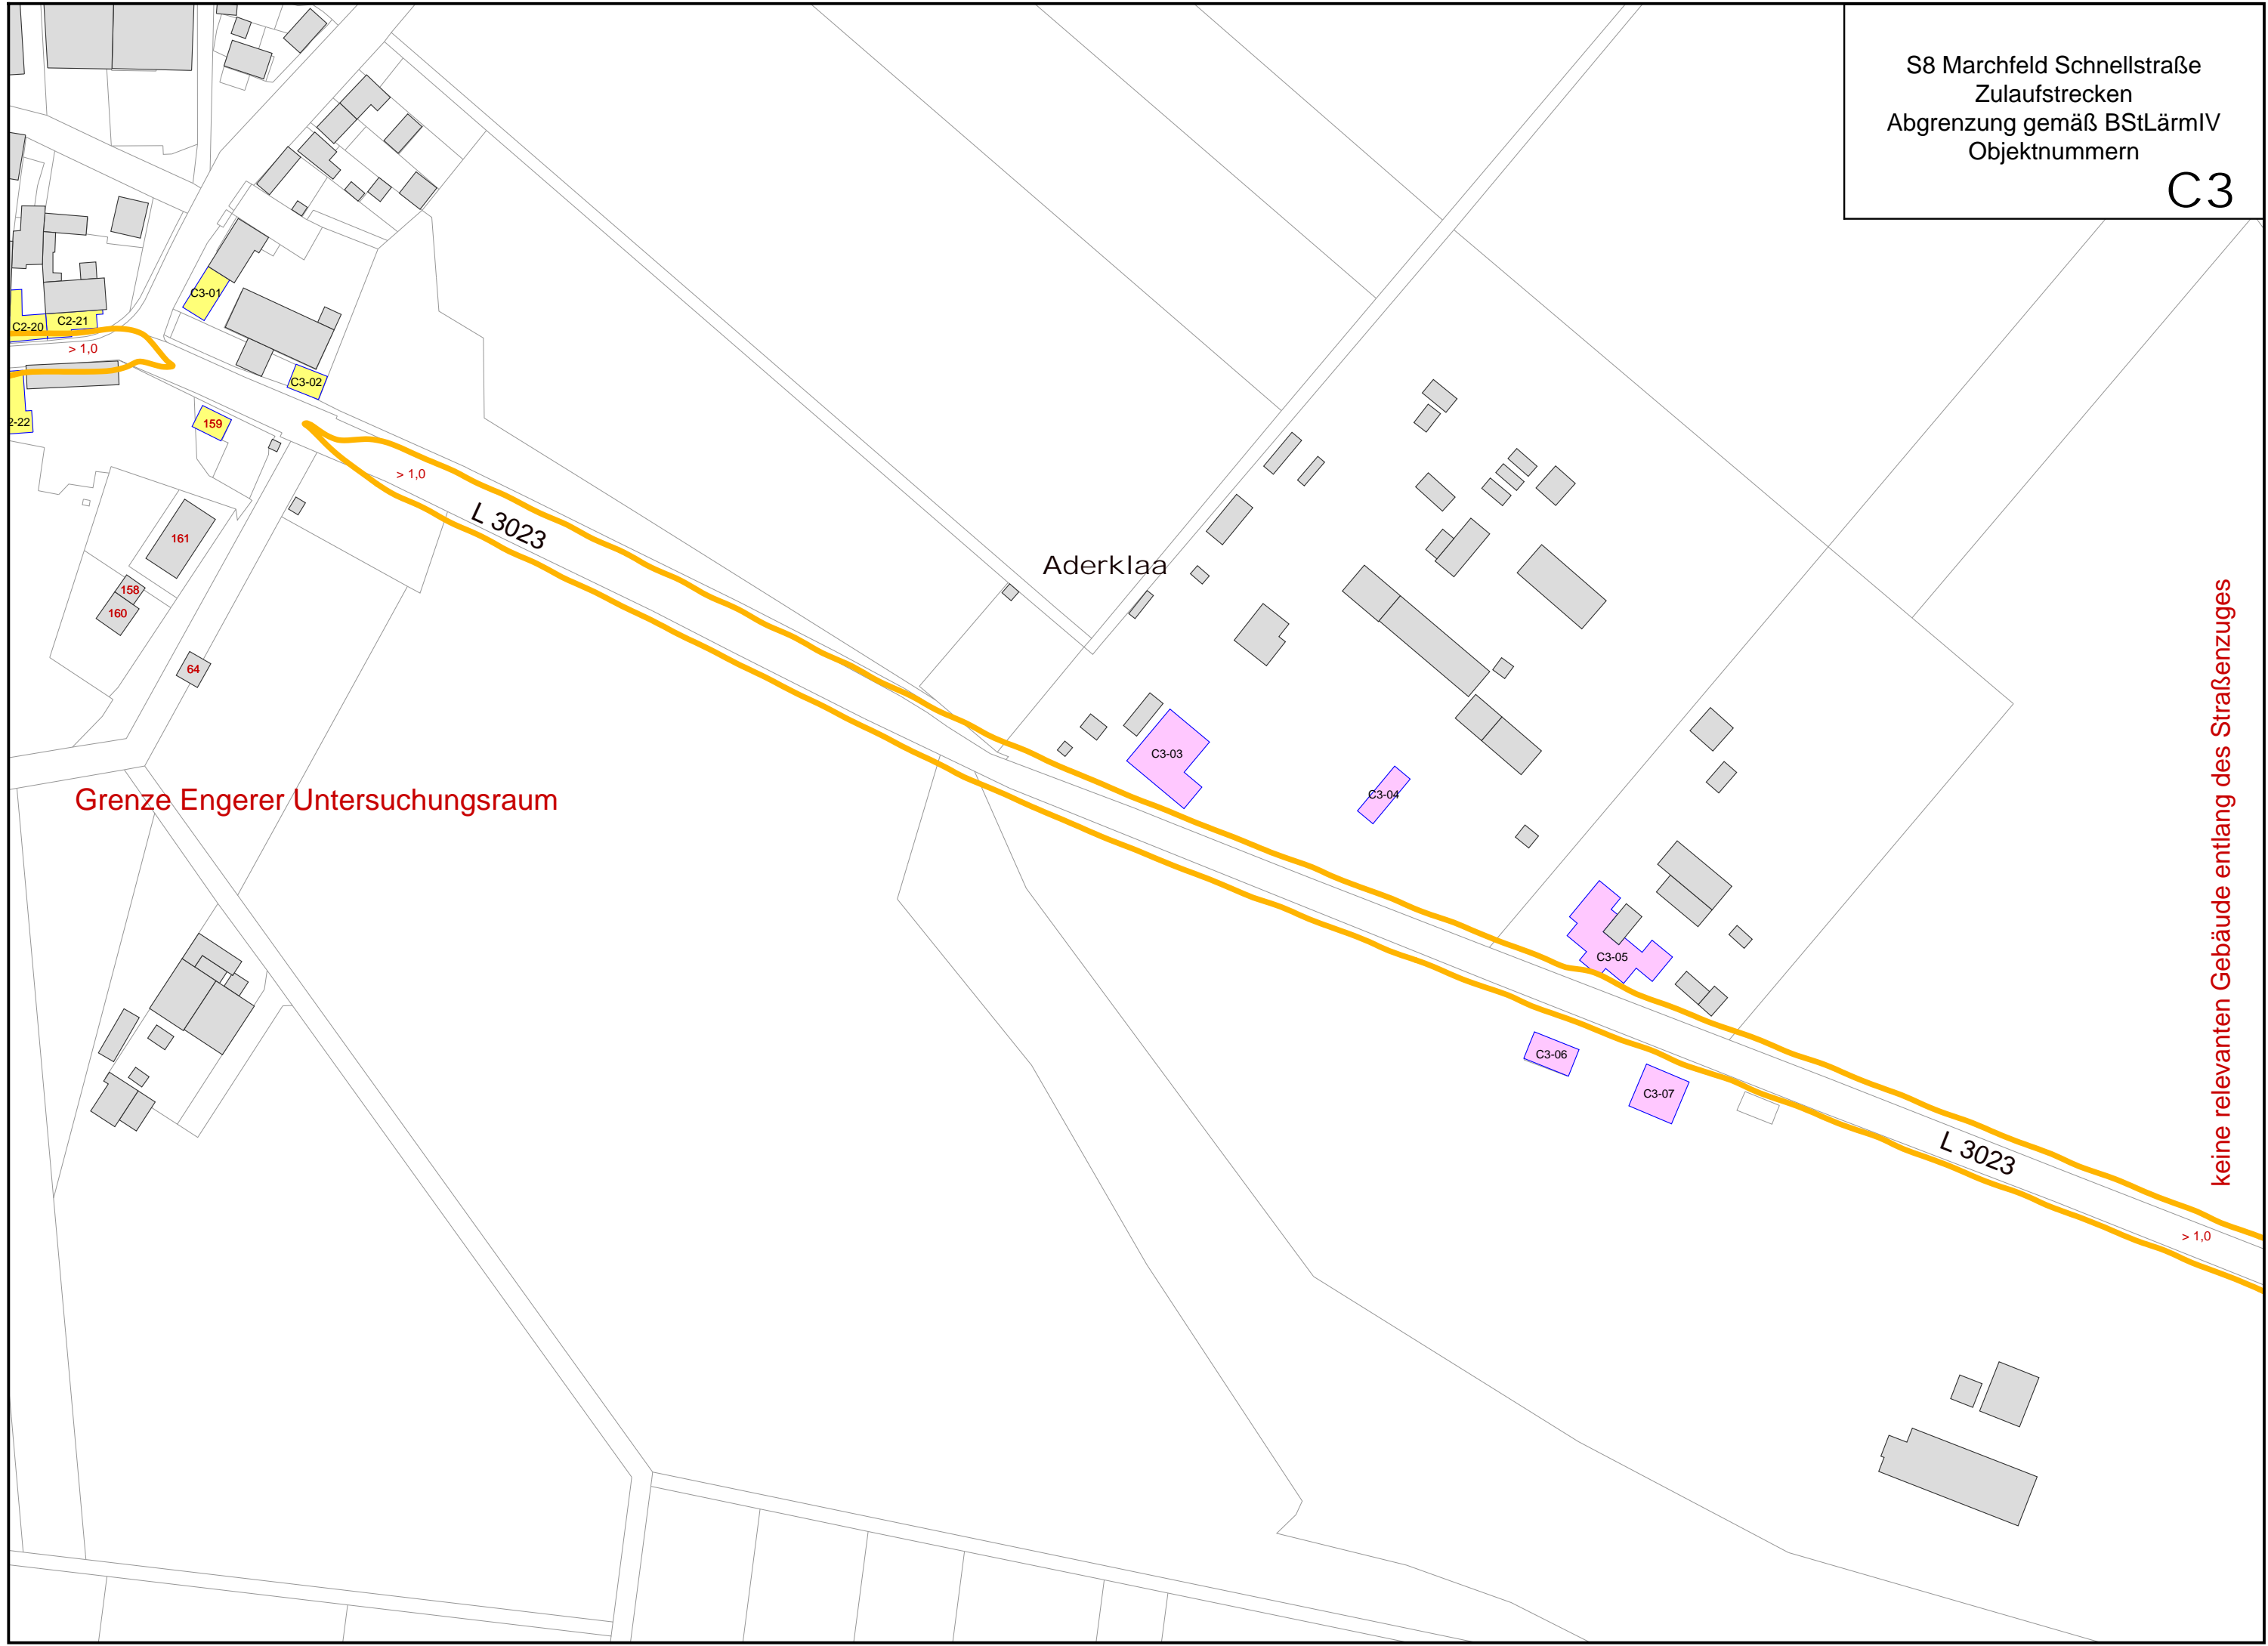 S8 Marchfeld Schnellstraße
Zulaufstrecken
Abgrenzung gemäß BStLärmIV
Objektnummern
C3
C3-01
C2-20
C2-21
> 1,0
C3-02
2-22
159
> 1,0
L 3023
161
Aderklaa
158
160
64
C3-03
C3-04
Grenze Engerer Untersuchungsraum
keine relevanten Gebäude entlang des Straßenzuges
C3-05
C3-06
C3-07
L 3023
> 1,0